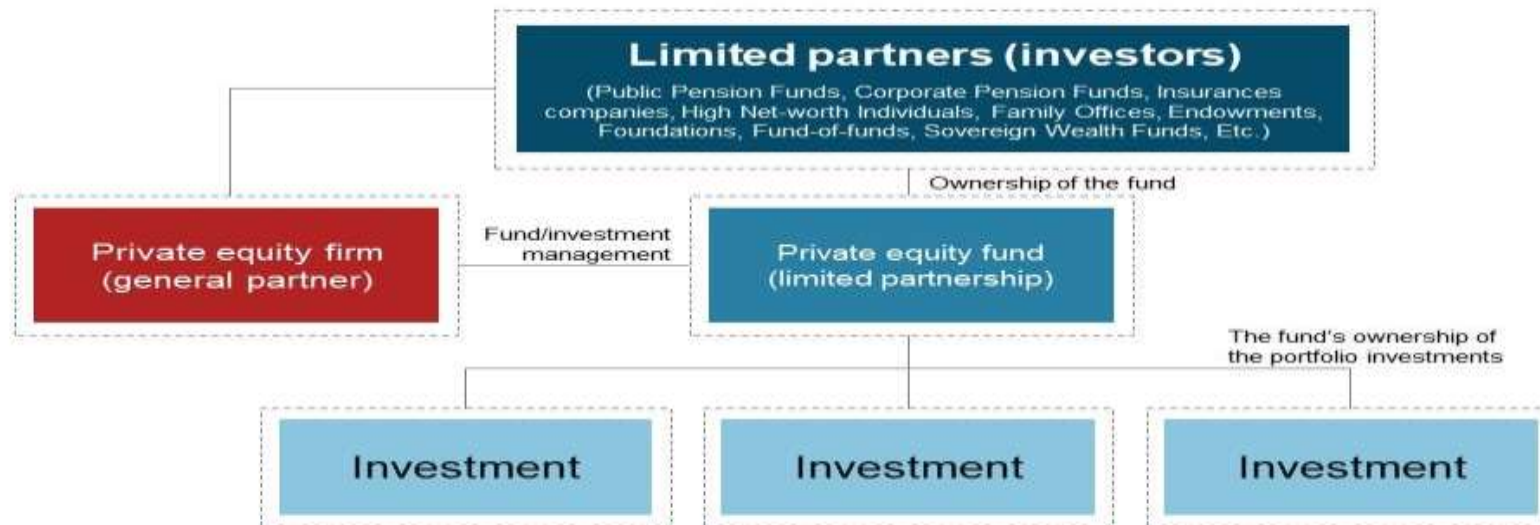 Limited partners (investors)
(Public Pension Funds, Corporate Pension Funds, Insurances
companies, High Net-worth Individuals, Family Offices, Endowments,
Foundations, Fund-of-funds, Sovereign Wealth Funds, Etc.)
Ownership of the fund
Private equity firm
(general partner)
Fund/investment
management
Private equity fund
(limited partnership)
The fund's ownership of
the portfolio investments
Investment
Investment
Investment